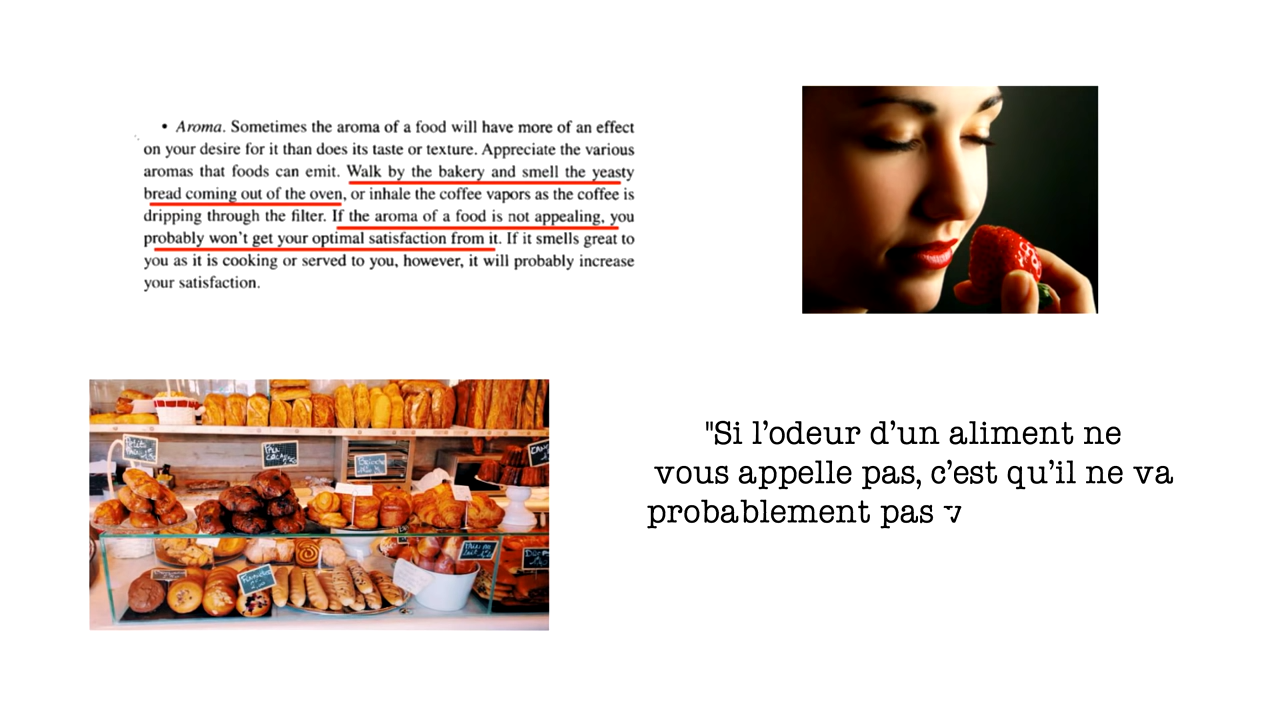 • Aroma. Sometimes the aroma of a food will have more of an effect
on your desire for it than does its taste or texture. Appreciate the various
aromas that foods can emit. Walk by the bakery and smell the yeasty
bread coming out of the oven, or inhale the coffee vapors as the coffee is
dripping through the filter. If the aroma of a food is not appealing, you
probably won't get your optimal satisfaction from it. If it smells great to
you as it is cooking or served to you, however, it will probably increase
your satisfaction.
"Si l’odeur d’un aliment ne
vous appelle pas, c’est qu’il ne va
probablement pas v